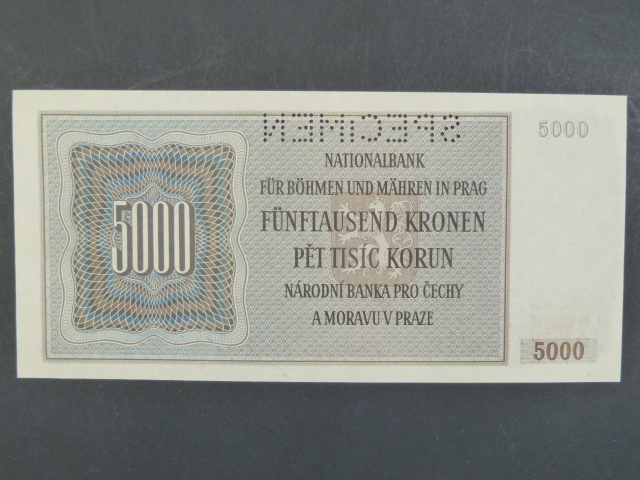 SPECIMEN
5000
NATIONALBANK
FÜR BÖHMEN UND MÄHREN IN PRAG
5000
FÜNFTAUSEND KRONEN
PĚT TISÍC KORUN
NÁRODNÍ BANKA PRO ČECHY
A MORAVU V PRAZE
5000